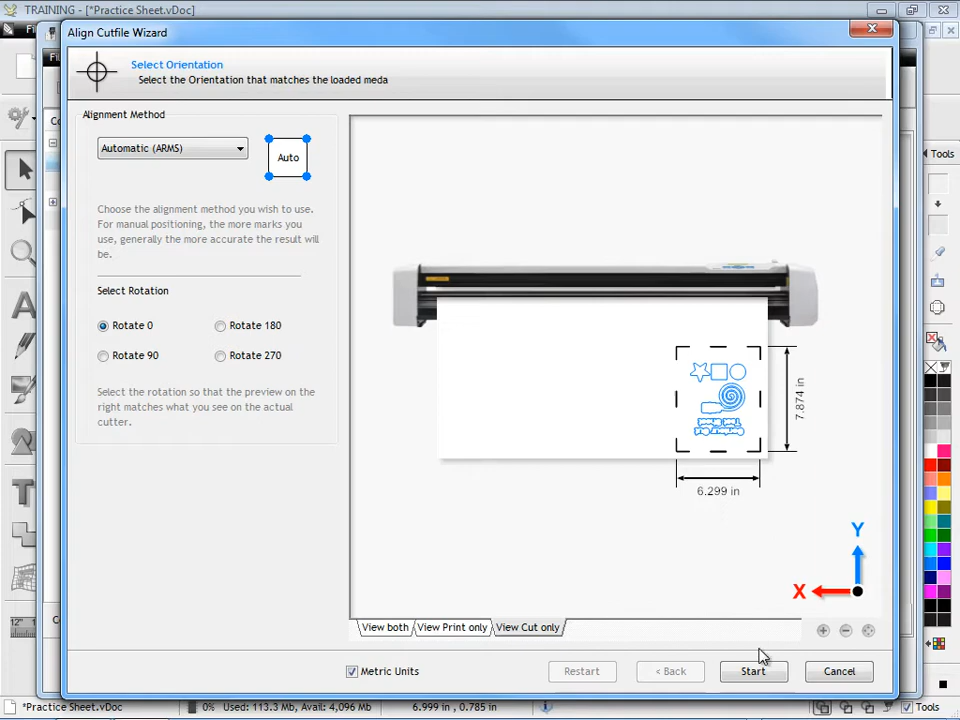 TRAINING - [*Practice Sheet.vDoc]
Align Cutfile Wizard
Select Orientation
Select the Orientation that matches the loaded meda
Alignment Method
Automatic (ARMS)
Auto
Choose the alignment method you wish to use.
For manual positioning, the more marks you
use, generally the more accurate the result will
be.
Select Rotation
Rotate 0
Rotate 180
Rotate 90
Rotate 270
Select the rotation so that the preview on the
right matches what you see on the actual
cutter.
7.874 in
6.299 in
Y
X
View both
View Print only
View Cut only
Metric Units
Restart
< Back
Start
Cancel
Tools
12"
*Practice Sheet.vDoc
0%
Used: 113.3 mb, Avail: 4,096 Mb
6.999 in , 0.785 in
Tools